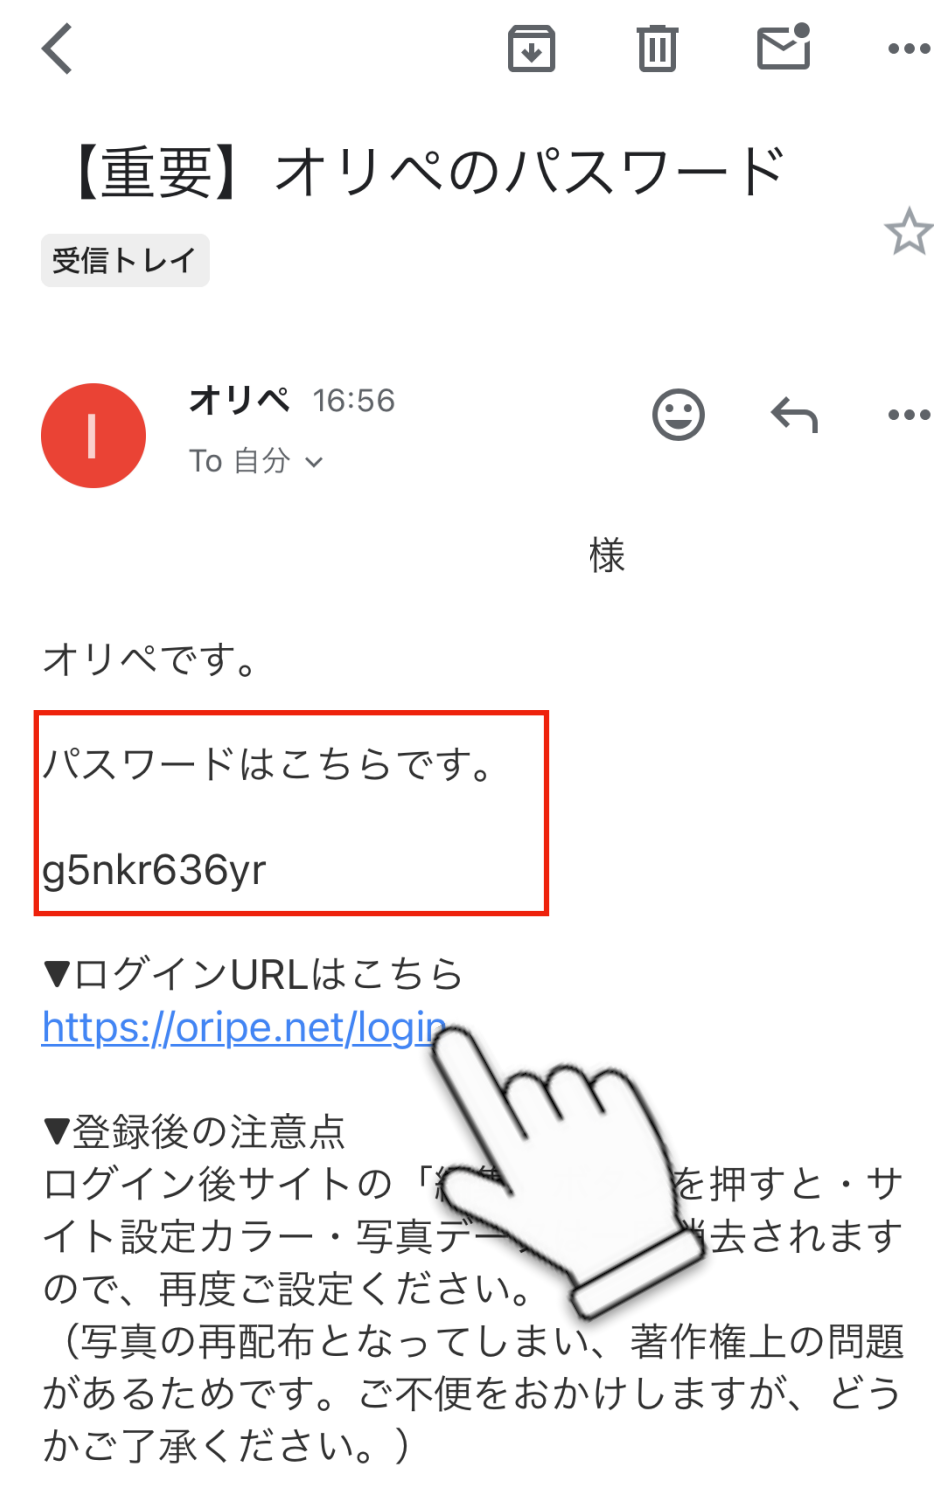 【重要】オリペのパスワード
受信トレイ
I
オリペ 16:56
To 自分
様
オリペです。
パスワードはこちらです。
g5nkr636yr
▼ログインURLはこちら
https://oripe.net/login
▼登録後の注意点
ログイン後サイトの「を押すと・サ
イト設定カラー・写真デー消去されます
ので、再度ご設定ください。
（写真の再配布となってしまい、著作権上の問題
があるためです。ご不便をおかけしますが、どう
かご了承ください。）